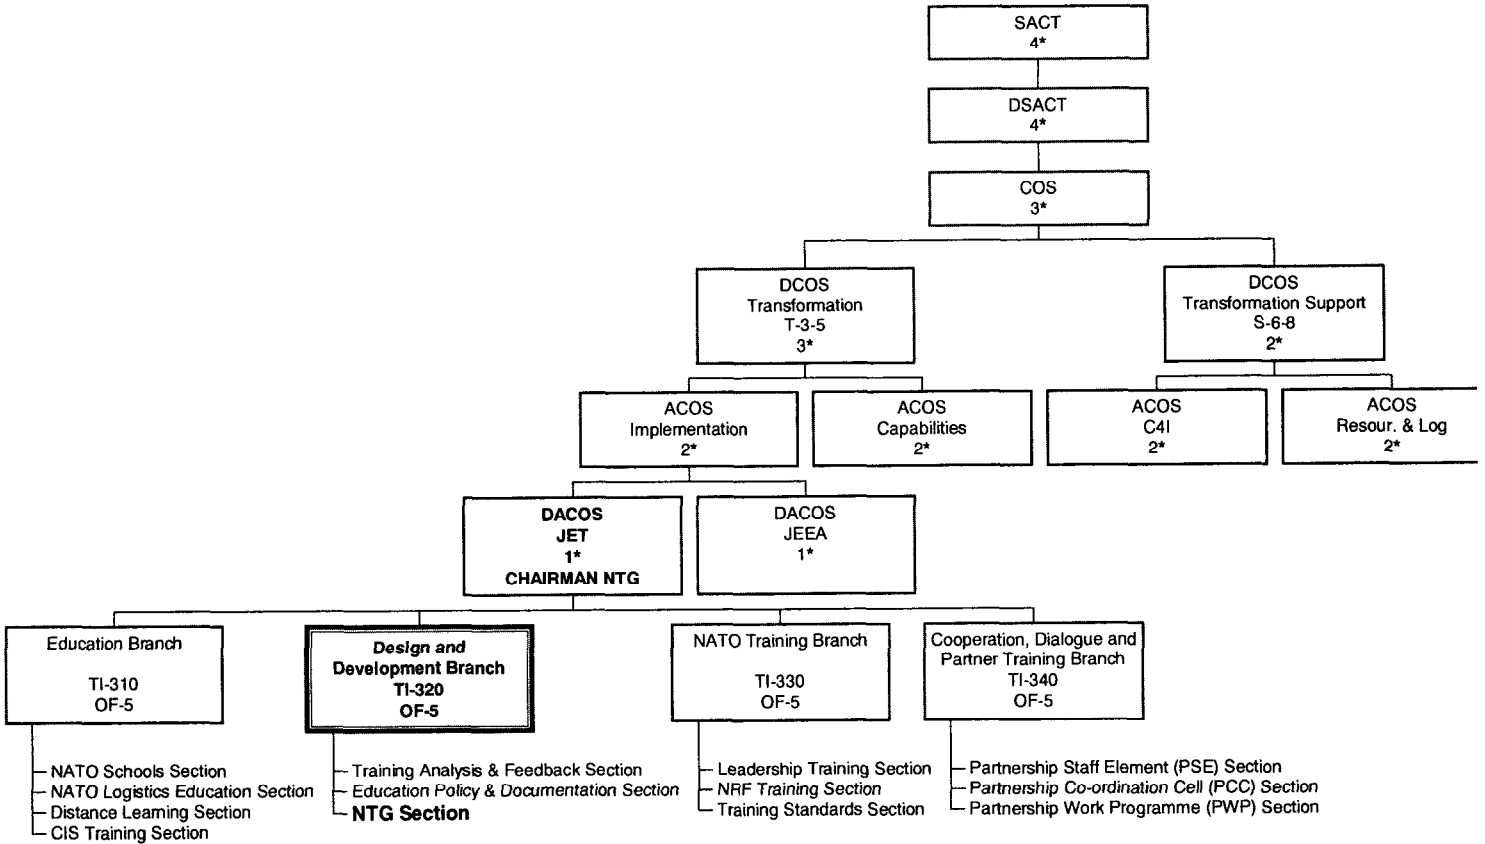 SACT
4*
DSACT
4*
COS
3*
DCOS
Transformation
T-3-5
3*
DCOS
Transformation Support
S-6-8
2*
ACOS
Implementation
2*
ACOS
Capabilities
2*
ACOS
C4I
2*
ACOS
Resour. & Log
2*
DACOS
JET
1*
CHAIRMAN NTG
DACOS
JEEA
1*
Education Branch
TI-310
OF-5
Design and
Development Branch
TI-320
OF-5
NATO Training Branch
TI-330
OF-5
Cooperation, Dialogue and
Partner Training Branch
TI-340
OF-5
NATO Schools Section
NATO Logistics Education Section
Distance Learning Section
CIS Training Section
Training Analysis & Feedback Section
Education Policy & Documentation Section
NTG Section
Leadership Training Section
NRF Training Section
Training Standards Section
Partnership Staff Element (PSE) Section
Partnership Co-ordination Cell (PCC) Section
Partnership Work Programme (PWP) Section